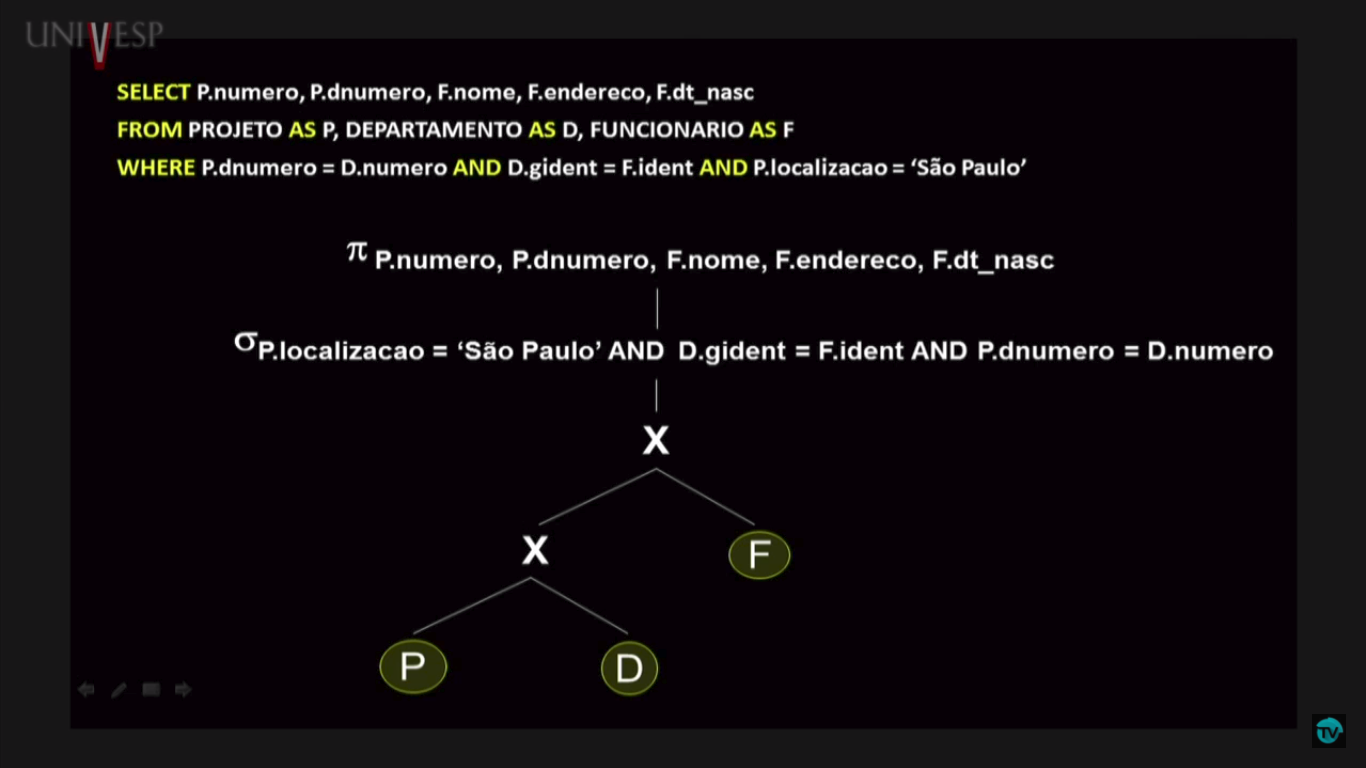 UNIVESP
SELECT P.numero, P.dnumero, F.nome, F.endereco, F.dt_nasc
FROM PROJETO AS P, DEPARTAMENTO AS D, FUNCIONARIO AS F
WHERE P.dnumero = D.numero AND D.gident = F.ident AND P.localizacao = ‘São Paulo’
π P.numero, P.dnumero, F.nome, F.endereco, F.dt_nasc
σP.localizacao = ‘São Paulo’ AND D.gident = F.ident AND P.dnumero = D.numero
X
X
F
P
D
TV